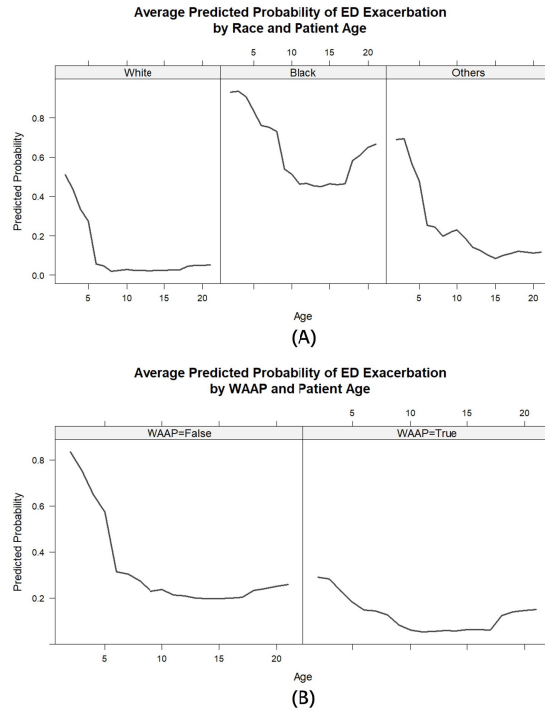 Average Predicted Probability of ED Exacerbation
by Race and Patient Age
5 10 15 20
White Black Others
Predicted Probability
0.8
0.6
0.4
0.2
0.0
5 10 15 20 5 10 15 20
Age
(A)
Average Predicted Probability of ED Exacerbation
by WAAP and Patient Age
5 10 15 20
WAAP=False WAAP=True
Predicted Probability
0.8
0.6
0.4
0.2
5 10 15 20
Age
(B)